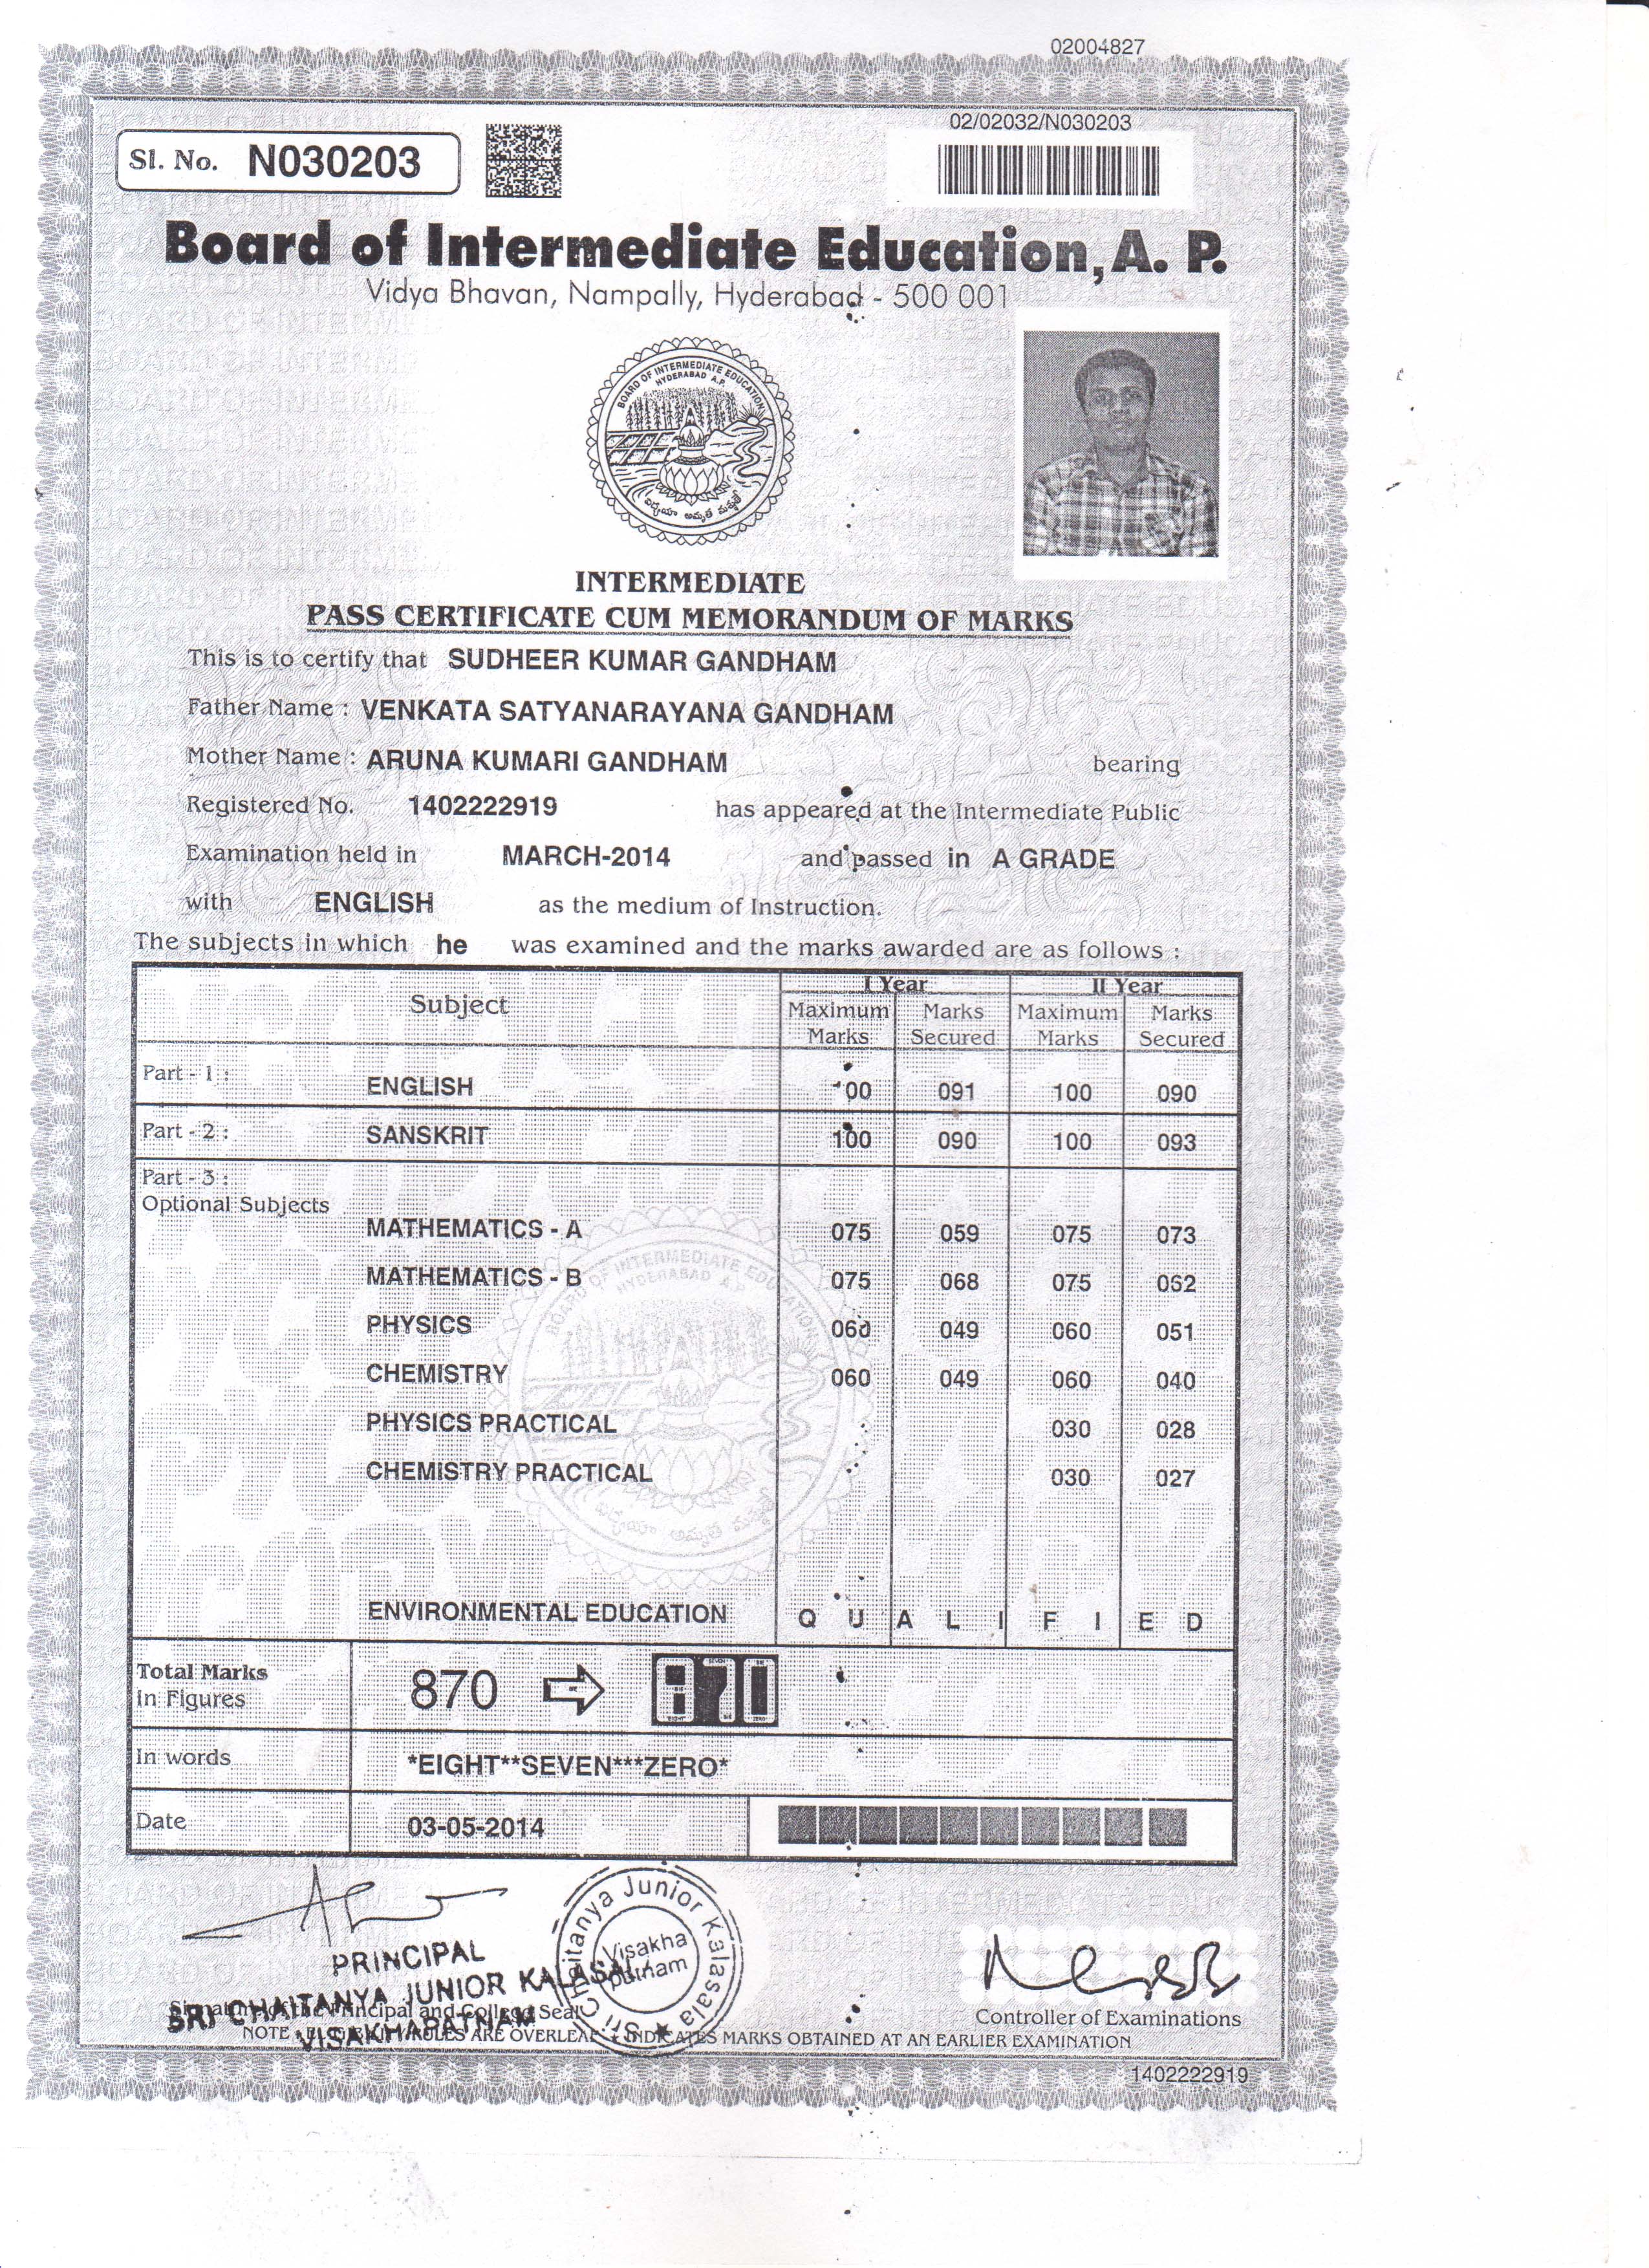 02004827
02/02032/N030203
Sl. No. N030203
Board of Intermediate Education, A. P.
Vidya Bhavan, Nampally, Hyderabad - 500 001
BOARD OF INTERMEDIATE EDUCATION
HYDERABAD A.P.
INTERMEDIATE
PASS CERTIFICATE CUM MEMORANDUM OF MARKS
This is to certify that SUDHEER KUMAR GANDHAM
Father Name : VENKATA SATYANARAYANA GANDHAM
Mother Name : ARUNA KUMARI GANDHAM bearing
Registered No. 1402222919 has appeared at the Intermediate Public
Examination held in MARCH-2014 and passed in A GRADE
with ENGLISH as the medium of Instruction.
The subjects in which he was examined and the marks awarded are as follows :
Subject I Year II Year
Maximum Marks Marks Secured Maximum Marks Marks Secured
Part - 1 : ENGLISH 100 091 100 090
Part - 2 : SANSKRIT 100 090 100 093
Part - 3 :
Optional Subjects
MATHEMATICS - A 075 059 075 073
MATHEMATICS - B 075 068 075 062
PHYSICS 060 049 060 051
CHEMISTRY 060 049 060 040
PHYSICS PRACTICAL 030 028
CHEMISTRY PRACTICAL 030 027
ENVIRONMENTAL EDUCATION Q U A L I F I E D
Total Marks
In Figures 870 870
In words *EIGHT**SEVEN***ZERO*
Date 03-05-2014
Sri Chaitanya Junior Kalasala
Visakha
patnam
PRINCIPAL
SRI CHAITANYA JUNIOR KALASALA
VISAKHAPATNAM
Signature of the Principal and College Seal
Controller of Examinations
NOTE RULES ARE OVERLEAF INDICATES MARKS OBTAINED AT AN EARLIER EXAMINATION
1402222919